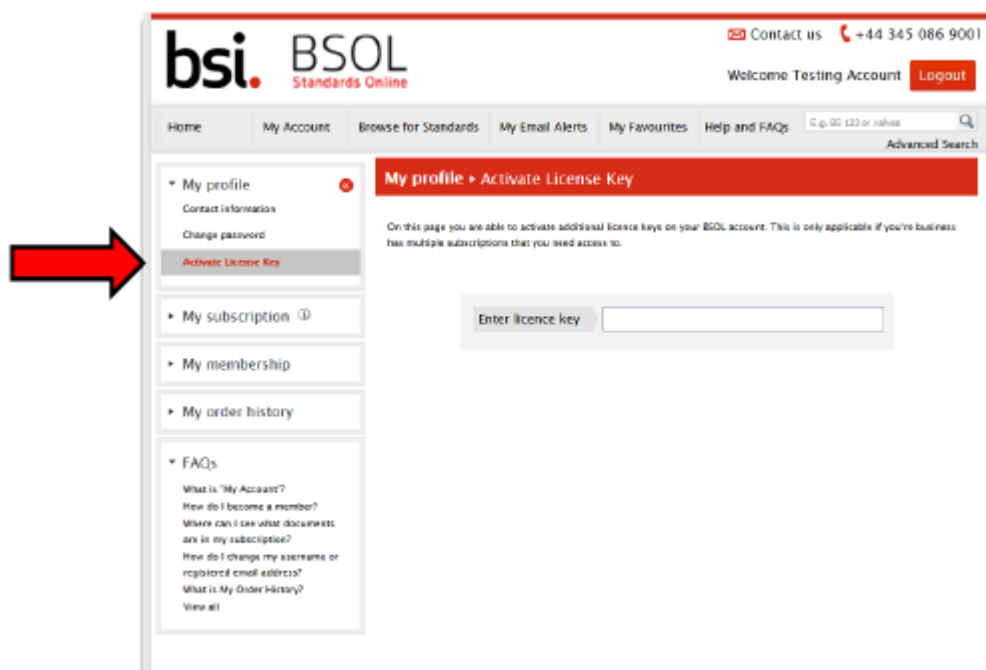 Contact us +44 345 086 9001
bsi. BSOL
Standards Online
Welcome Testing Account Logout
Home My Account Browse for Standards My Email Alerts My Favourites Help and FAQs E.g. BS 123 or valves
Advanced Search
My profile
Contact information
Change password
Activate License Key
My subscription
My membership
My order history
FAQs
What is "My Account"?
How do I become a member?
Where can I see what documents
are in my subscription?
How do I change my username or
registered email address?
What is My Order History?
View all
My profile ▸ Activate License Key
On this page you are able to activate additional licence keys on your BSOL account. This is only applicable if you're business
has multiple subscriptions that you need access to.
Enter licence key